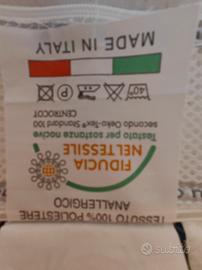 TESSUTO 100% POLIESTERE
ANALLERGICO
FIDUCIA
NEL TESSILE
Testato per sostanze nocive
secondo Oeko-Tex® Standard 100
CENTROCOT
40°
P
MADE IN ITALY
subito